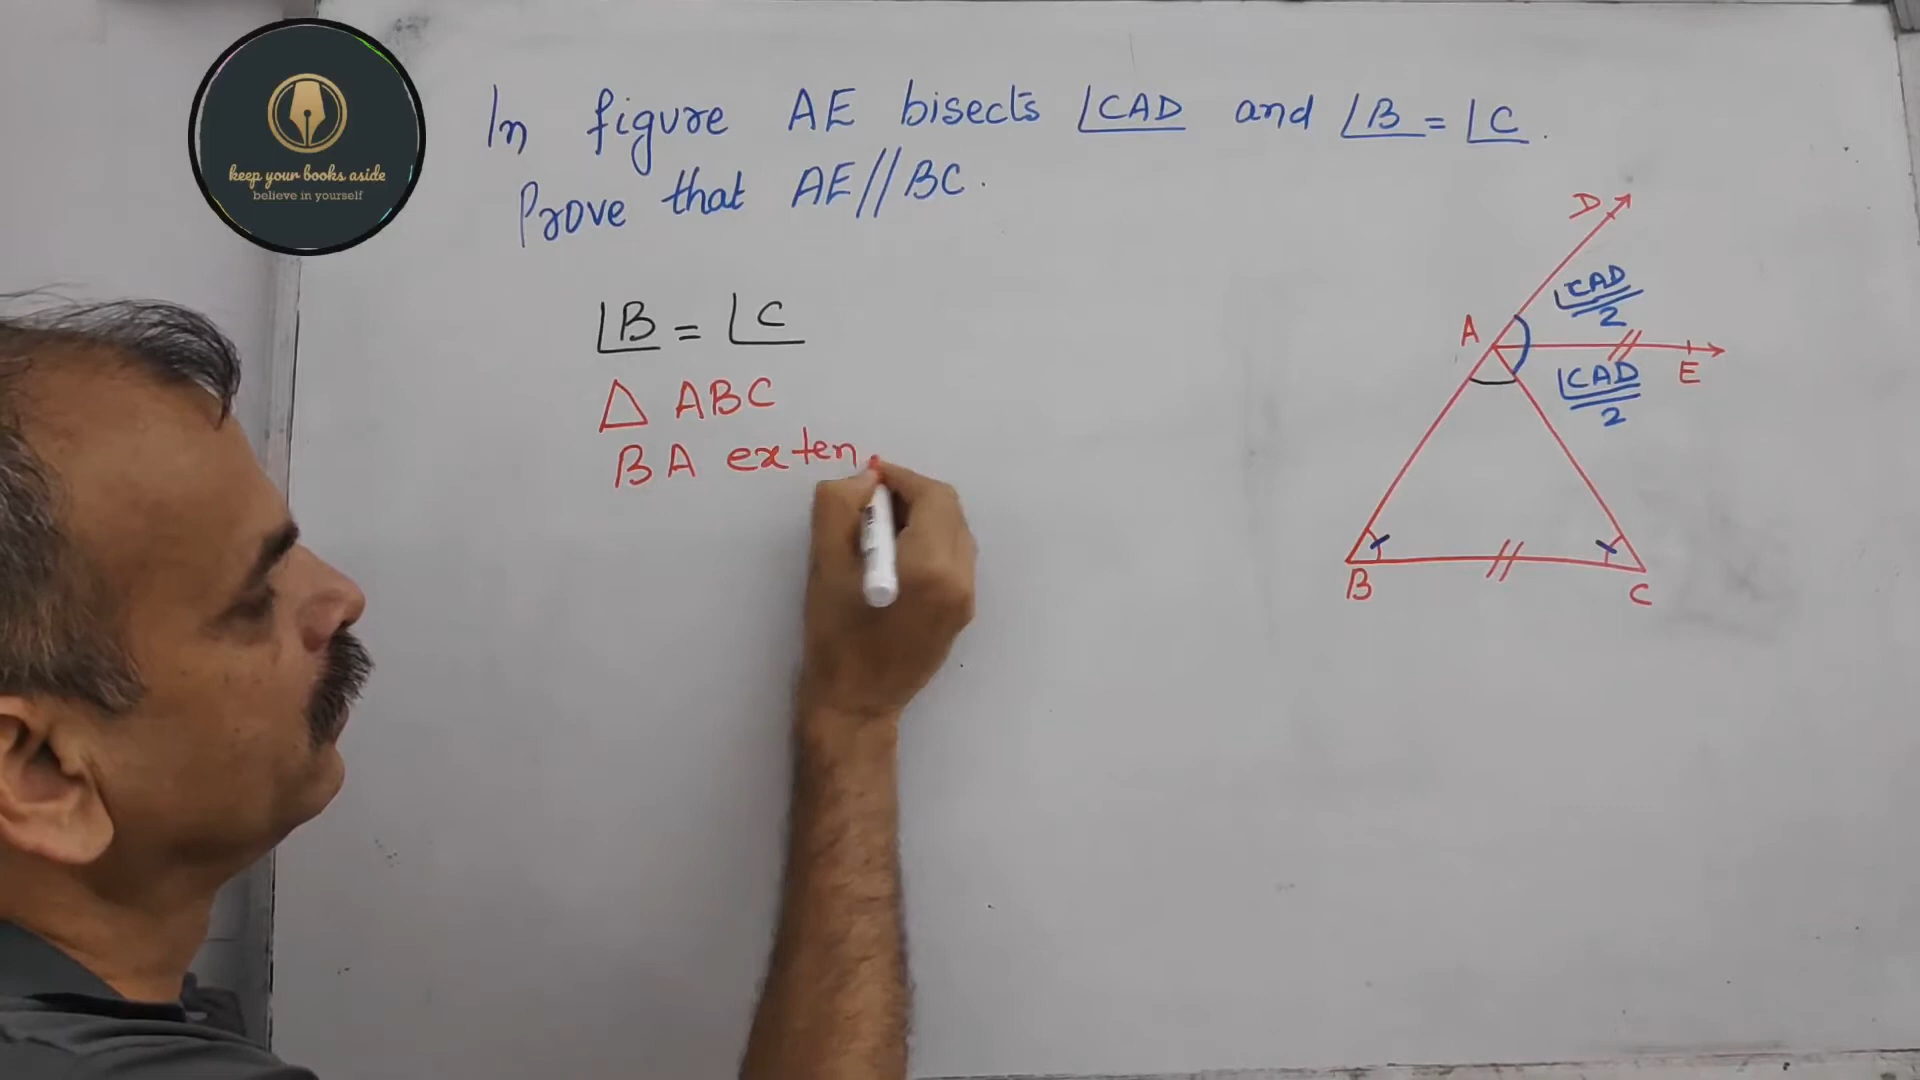 keep your books aside
believe in yourself
In figure AE bisects ∠CAD and ∠B = ∠C.
Prove that AE//BC.
∠B = ∠C
△ ABC
BA exten
D
∠CAD/2
A
E
∠CAD/2
B
C